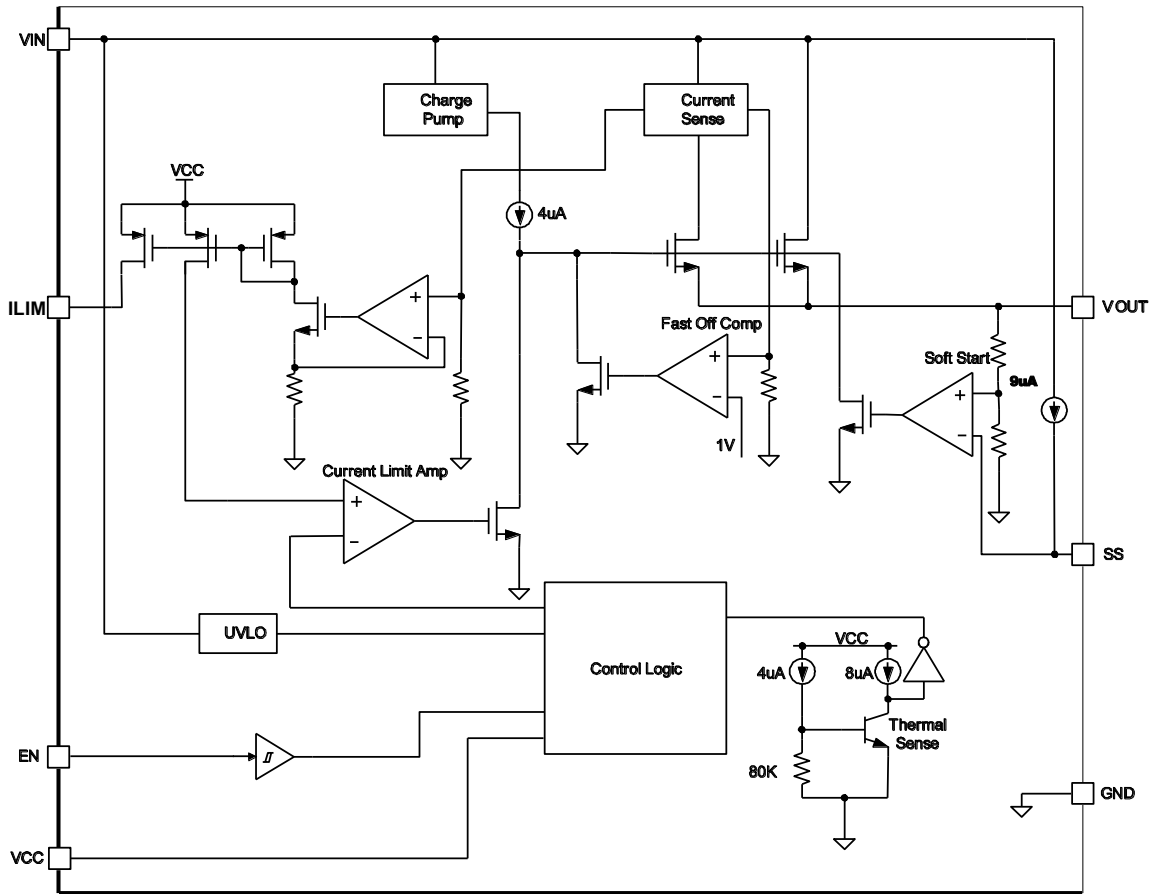 VIN
Charge
Pump
Current
Sense
VCC
4uA
ILIM
+
−
VOUT
Fast Off Comp
+
−
1V
Soft Start
9uA
+
−
Current Limit Amp
+
−
SS
UVLO
Control Logic
VCC
4uA
8uA
Thermal
Sense
EN
80K
GND
VCC